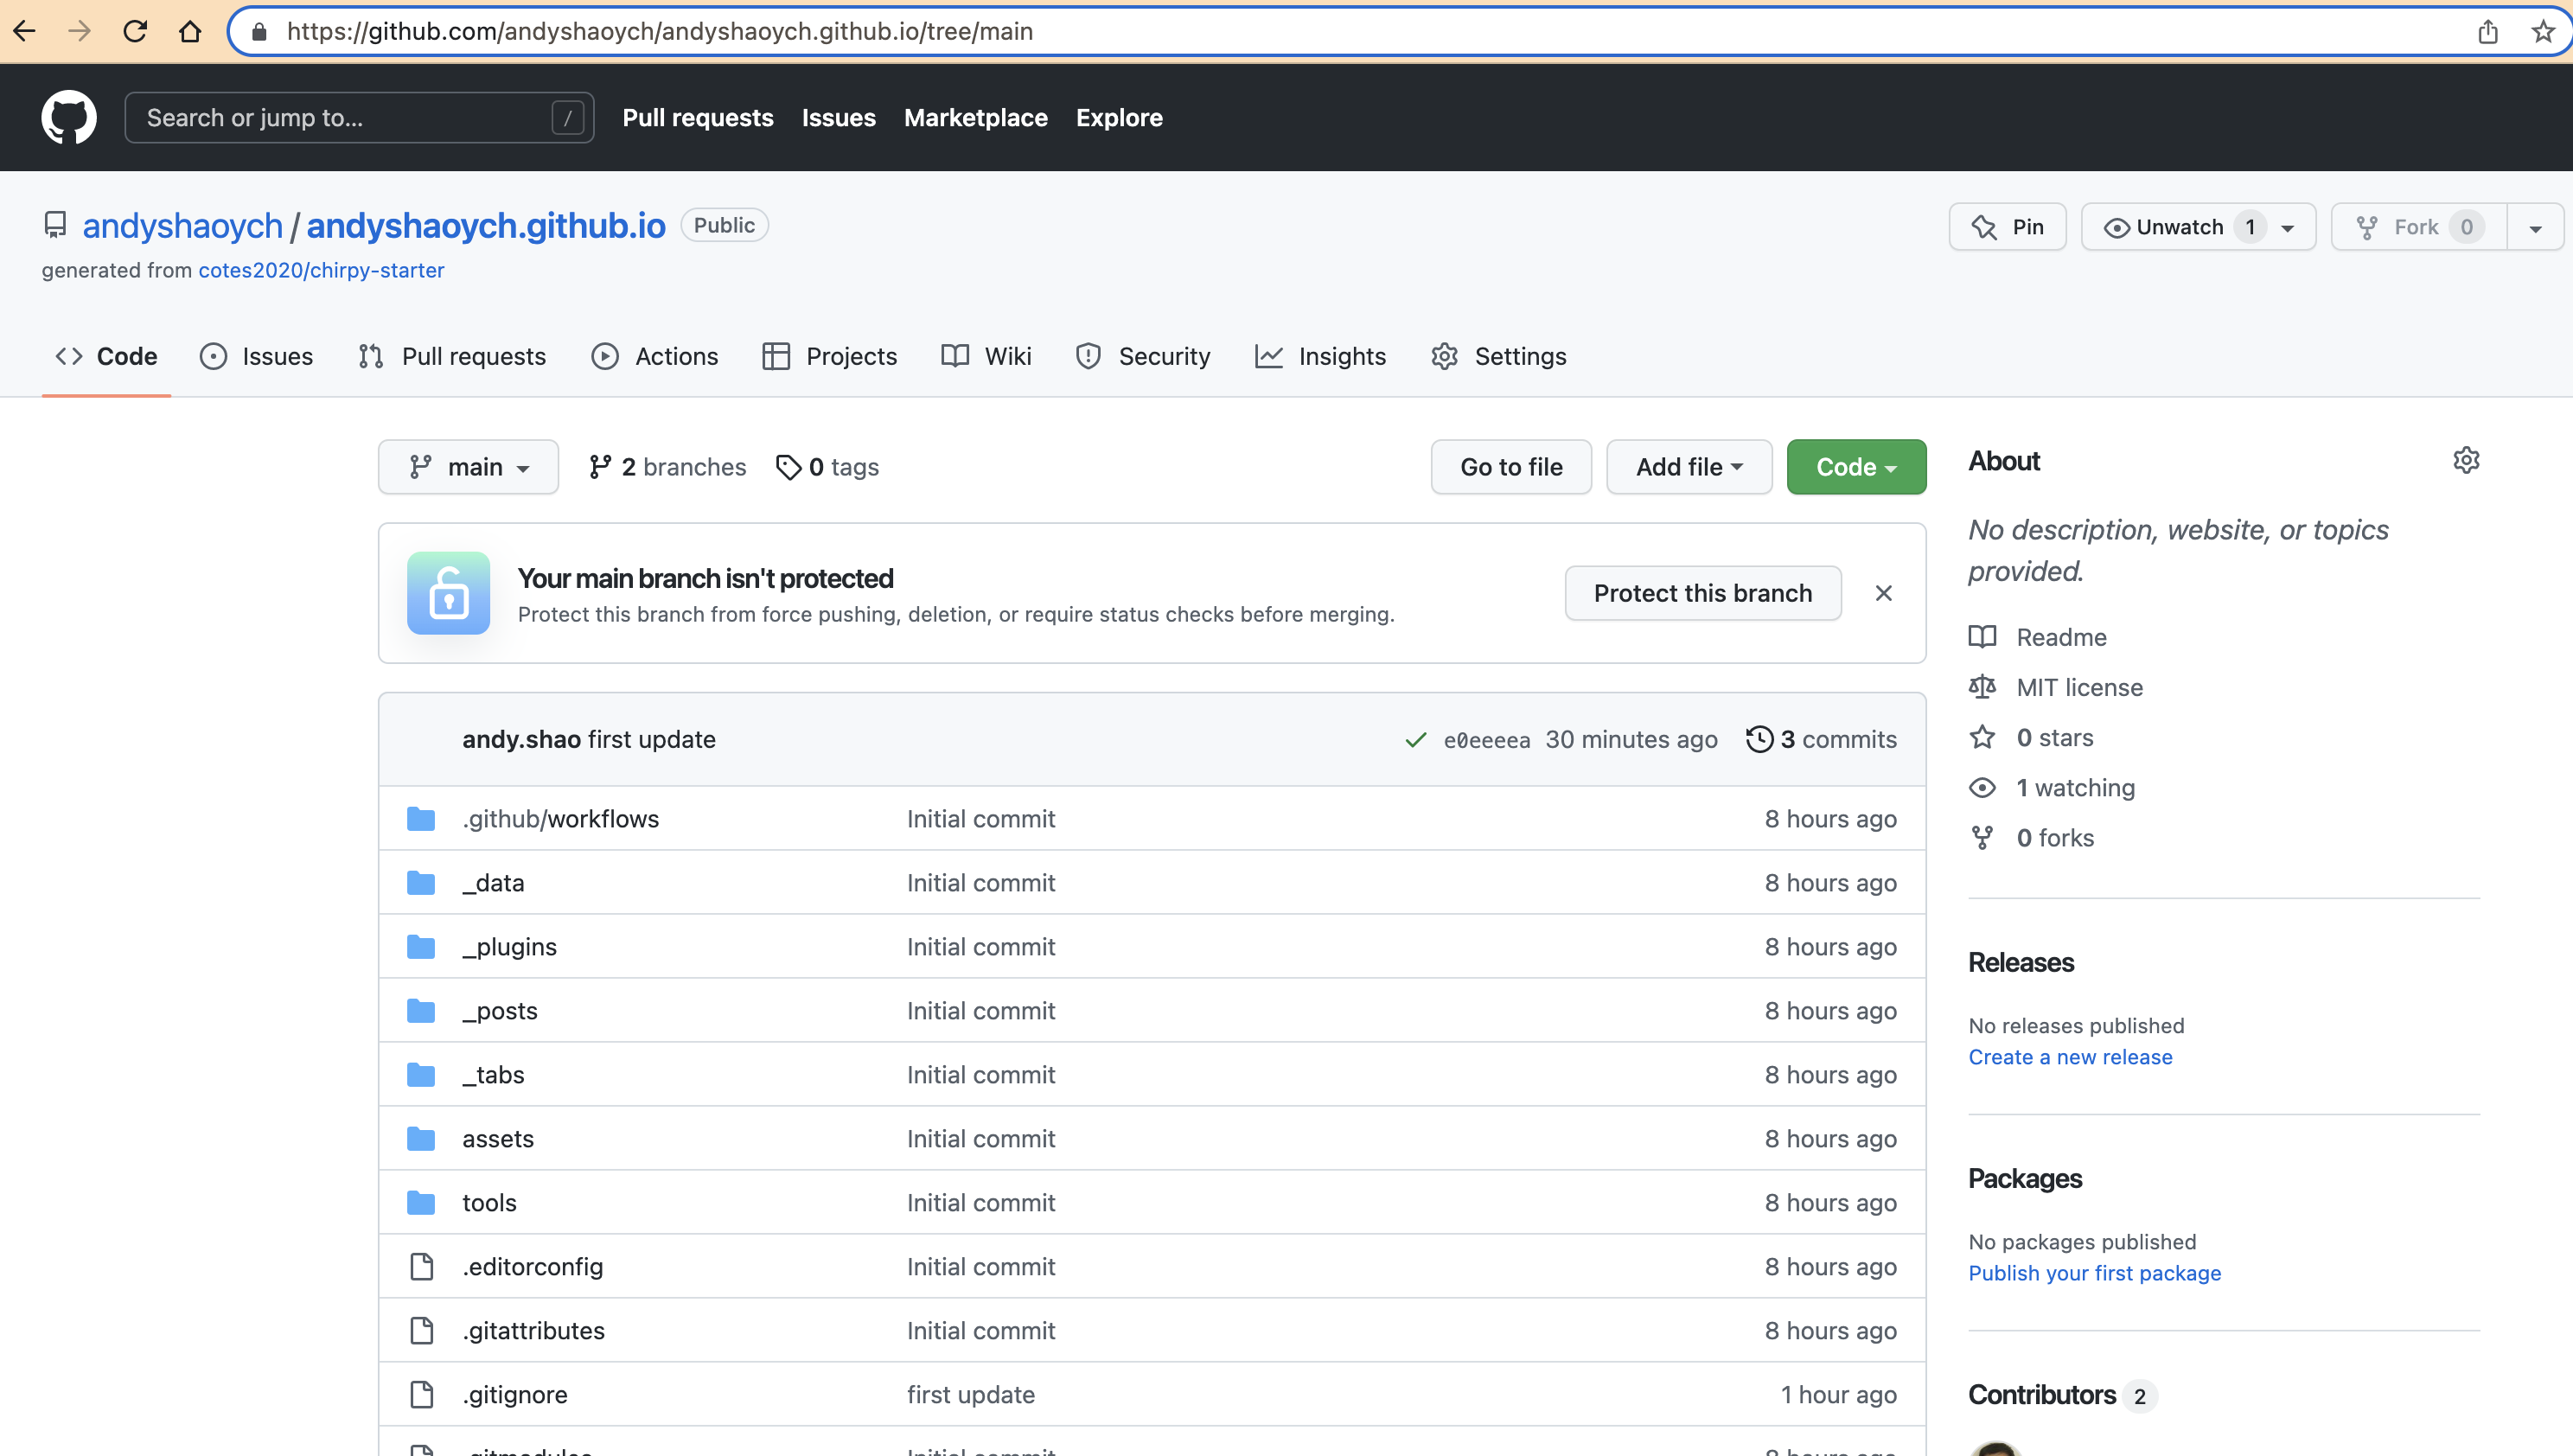 https://github.com/andyshaoych/andyshaoych.github.io/tree/main
Search or jump to... /
Pull requests Issues Marketplace Explore
andyshaoych / andyshaoych.github.io Public
Pin Unwatch 1 Fork 0
generated from cotes2020/chirpy-starter
Code Issues Pull requests Actions Projects Wiki Security Insights Settings
main 2 branches 0 tags Go to file Add file Code
Your main branch isn't protected
Protect this branch from force pushing, deletion, or require status checks before merging.
Protect this branch
andy.shao first update e0eeeea 30 minutes ago 3 commits
.github/workflows Initial commit 8 hours ago
_data Initial commit 8 hours ago
_plugins Initial commit 8 hours ago
_posts Initial commit 8 hours ago
_tabs Initial commit 8 hours ago
assets Initial commit 8 hours ago
tools Initial commit 8 hours ago
.editorconfig Initial commit 8 hours ago
.gitattributes Initial commit 8 hours ago
.gitignore first update 1 hour ago
About
No description, website, or topics
provided.
Readme
MIT license
0 stars
1 watching
0 forks
Releases
No releases published
Create a new release
Packages
No packages published
Publish your first package
Contributors 2